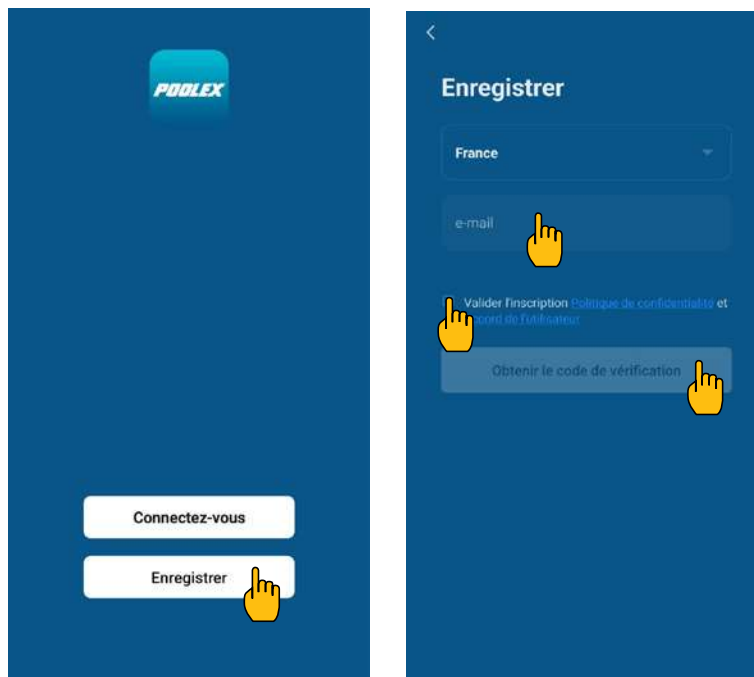 POOLEX
Connectez-vous
Enregistrer
Enregistrer
France
e-mail
Valider l'inscription Politique de confidentialité et
Accord de l'utilisateur
Obtenir le code de vérification